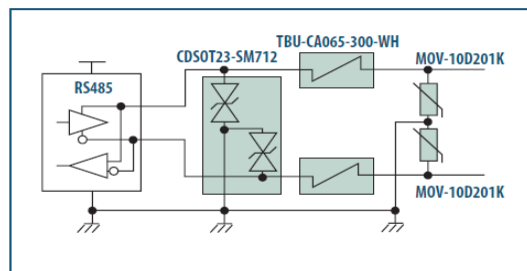 TBU-CA065-300-WH
CDSOT23-SM712
MOV-10D201K
RS485
MOV-10D201K